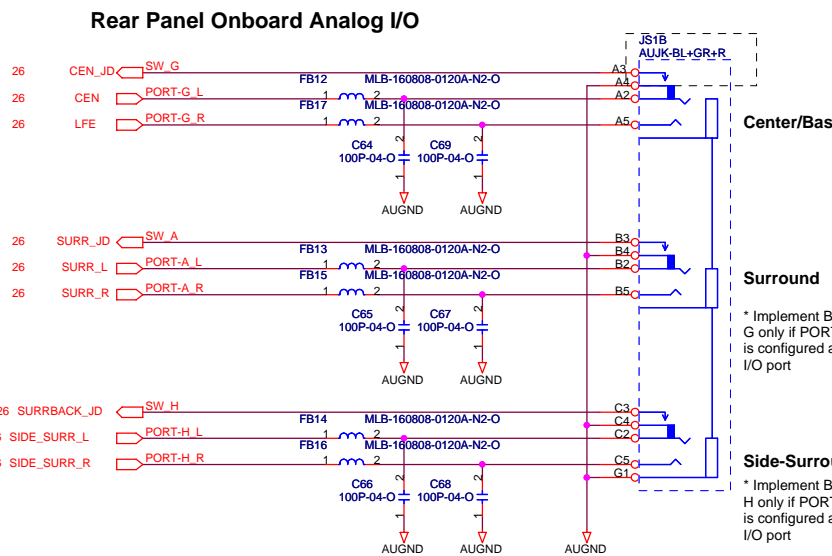 Rear Panel Onboard Analog I/O
JS1B
AUJK-BL+GR+R
26 CEN_JD SW_G A3
FB12 MLB-160808-0120A-N2-O A4
26 CEN PORT-G_L 1 2 A2
FB17 MLB-160808-0120A-N2-O
26 LFE PORT-G_R 1 2 A5
Center/Bas
2 2
C64 C69
100P-04-O 100P-04-O
1 1
AUGND AUGND
26 SURR_JD SW_A B3
FB13 MLB-160808-0120A-N2-O B4
26 SURR_L PORT-A_L 1 2 B2
FB15 MLB-160808-0120A-N2-O
26 SURR_R PORT-A_R 1 2 B5
Surround
* Implement B
G only if PORT
is configured a
I/O port
2 2
C65 C67
100P-04-O 100P-04-O
1 1
AUGND AUGND
26 SURRBACK_JD SW_H C3
FB14 MLB-160808-0120A-N2-O C4
SIDE_SURR_L PORT-H_L 1 2 C2
FB16 MLB-160808-0120A-N2-O
SIDE_SURR_R PORT-H_R 1 2 C5
G1
Side-Surrou
* Implement B
H only if PORT
is configured a
I/O port
2 2
C66 C68
100P-04-O 100P-04-O
1 1
AUGND AUGND AUGND